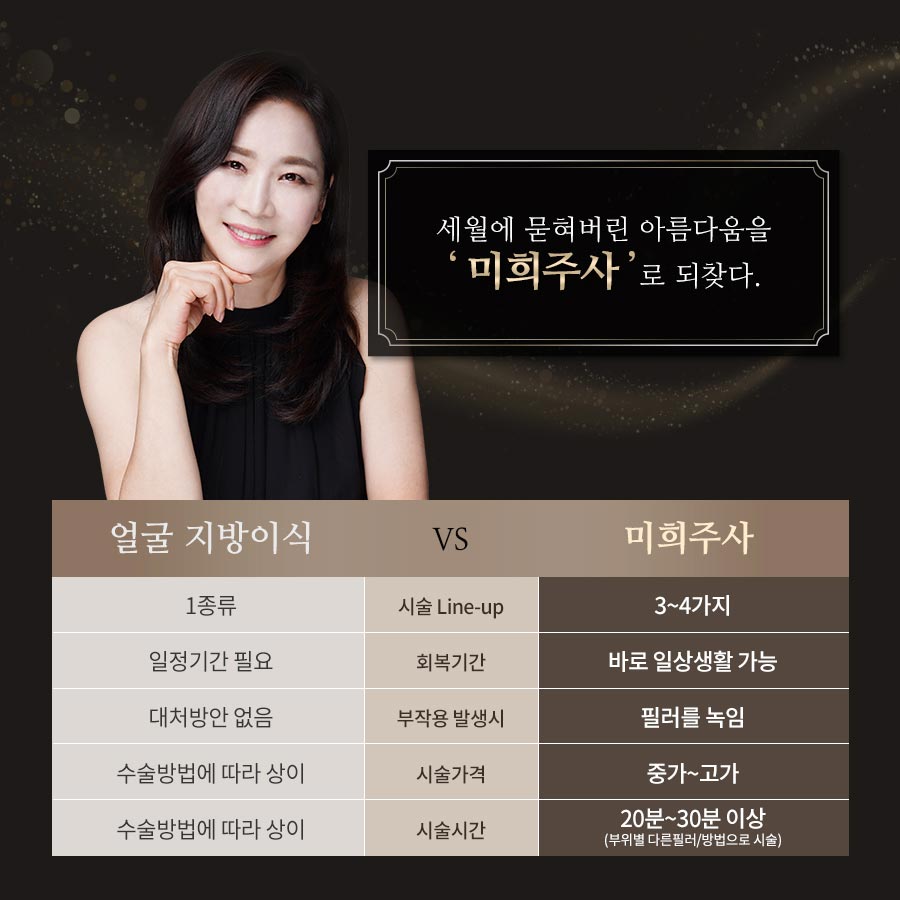 세월에 묻혀버린 아름다움을
‘미희주사’로 되찾다.
얼굴 지방이식 VS 미희주사
1종류 시술 Line-up 3~4가지
일정기간 필요 회복기간 바로 일상생활 가능
대처방안 없음 부작용 발생시 필러를 녹임
수술방법에 따라 상이 시술가격 중가~고가
수술방법에 따라 상이 시술시간 20분~30분 이상
(부위별 다른필러/방법으로 시술)